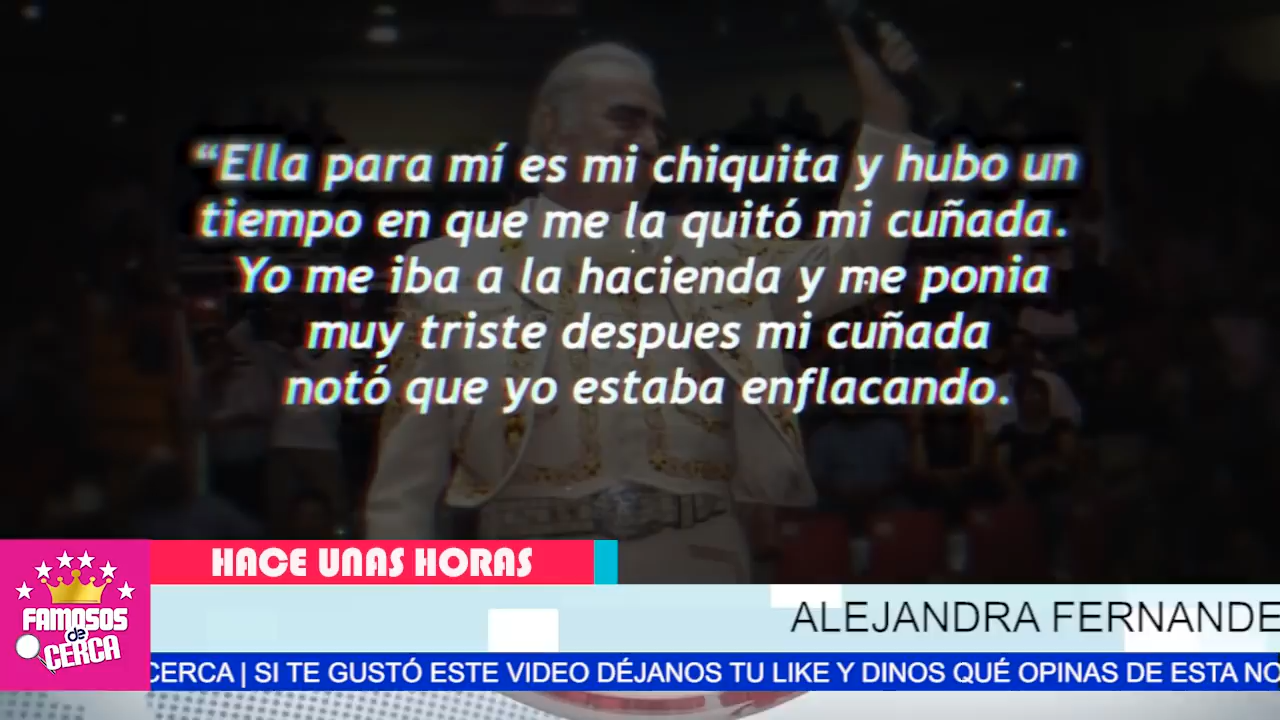 “Ella para mí es mi chiquita y hubo un
tiempo en que me la quitó mi cuñada.
Yo me iba a la hacienda y me ponia
muy triste despues mi cuñada
notó que yo estaba enflacando.
HACE UNAS HORAS
FAMOSOS
de
CERCA
ALEJANDRA FERNANDE
CERCA | SI TE GUSTÓ ESTE VIDEO DÉJANOS TU LIKE Y DINOS QUÉ OPINAS DE ESTA NO